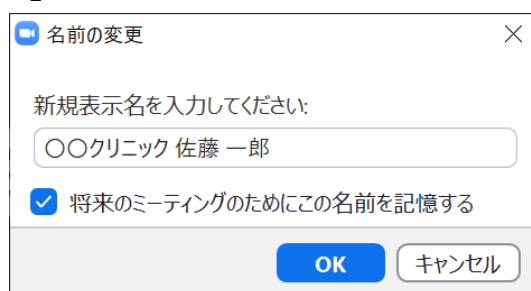 名前の変更
新規表示名を入力してください:
〇〇クリニック 佐藤 一郎
将来のミーティングのためにこの名前を記憶する
OK キャンセル